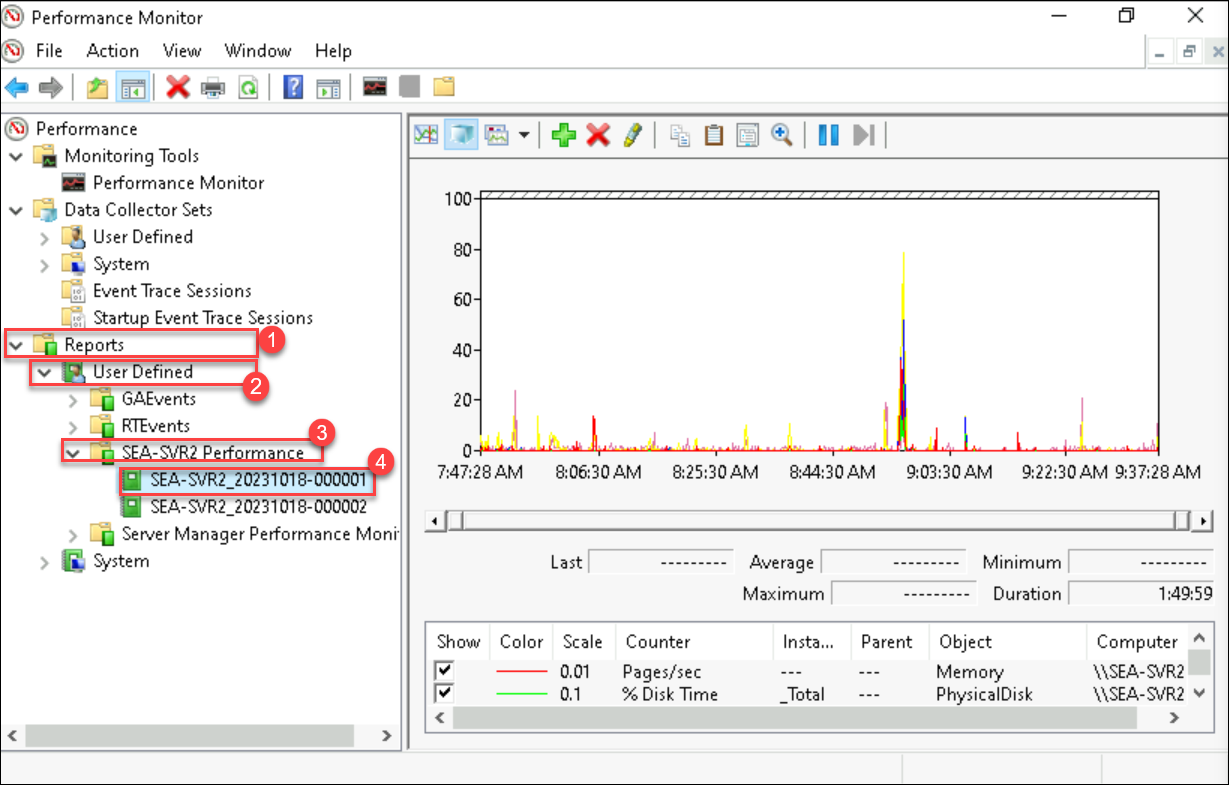 Performance Monitor
File Action View Window Help
Performance
Monitoring Tools
Performance Monitor
Data Collector Sets
User Defined
System
Event Trace Sessions
Startup Event Trace Sessions
Reports 1
User Defined 2
GAEvents
RTEvents
SEA-SVR2 Performance 3
SEA-SVR2_20231018-000001 4
SEA-SVR2_20231018-000002
Server Manager Performance Moni
System
100
80
60
40
20
0
7:47:28 AM 8:06:30 AM 8:25:30 AM 8:44:30 AM 9:03:30 AM 9:22:30 AM 9:37:28 AM
Last --------- Average --------- Minimum ---------
Maximum --------- Duration 1:49:59
Show Color Scale Counter Insta... Parent Object Computer
0.01 Pages/sec --- --- Memory \\SEA-SVR2
0.1 % Disk Time _Total --- PhysicalDisk \\SEA-SVR2